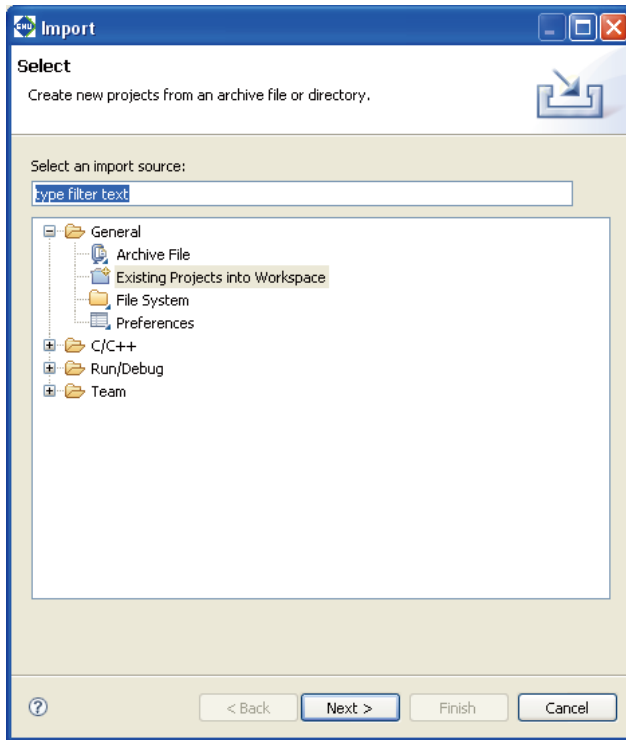 GNU Import
Select
Create new projects from an archive file or directory.
Select an import source:
type filter text
General
Archive File
Existing Projects into Workspace
File System
Preferences
C/C++
Run/Debug
Team
?
< Back Next > Finish Cancel